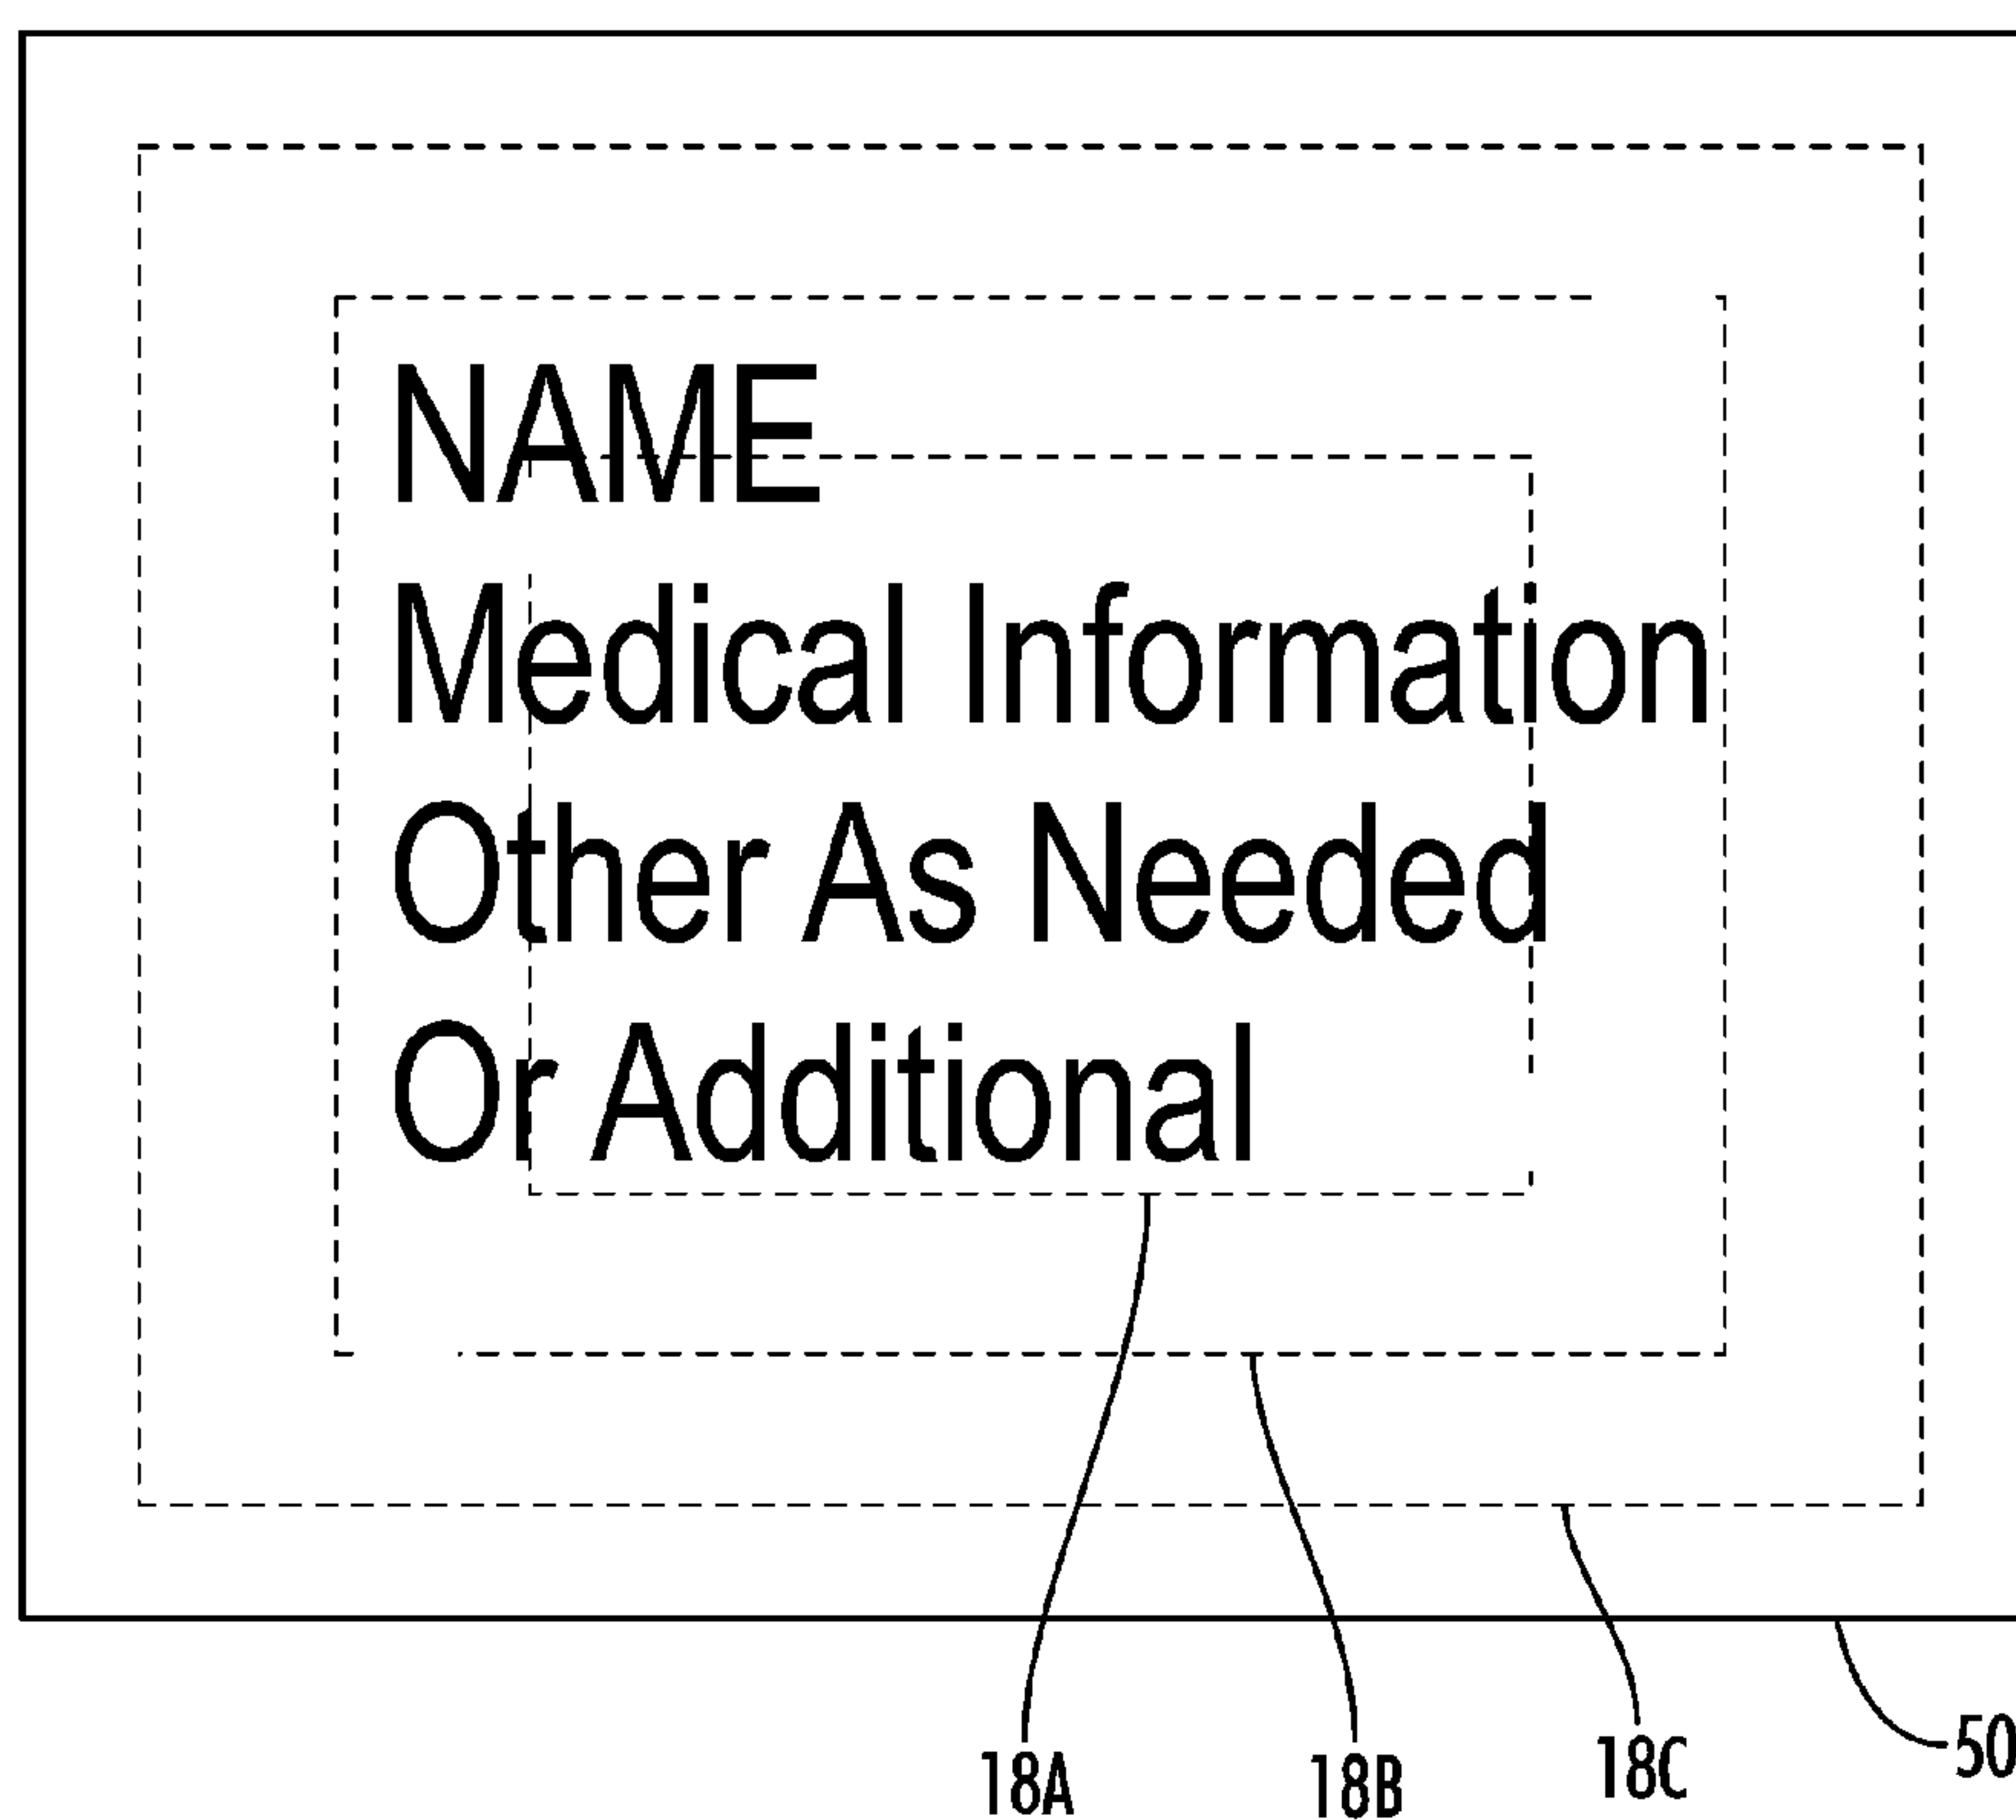 NAME
Medical Information
Other As Needed
Or Additional
18A
18B
18C
50